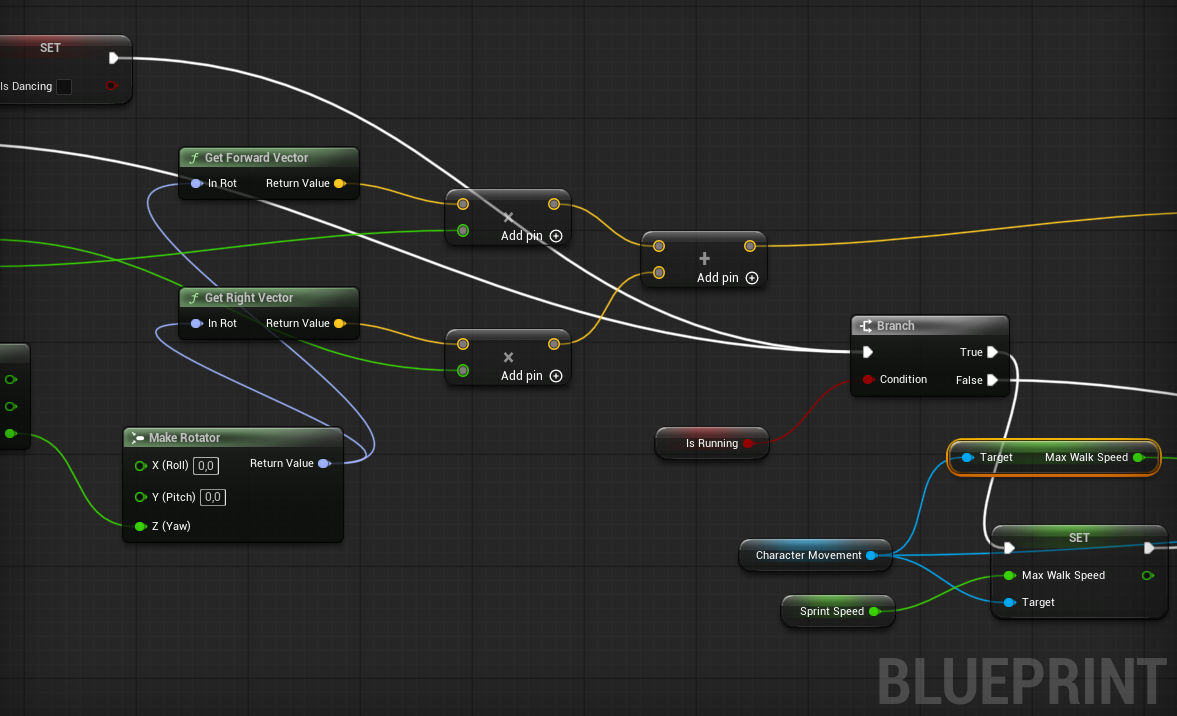 SET
Is Dancing
f Get Forward Vector
In Rot Return Value
×
Add pin
+
Add pin
f Get Right Vector
In Rot Return Value
×
Add pin
Branch
True
Condition False
Make Rotator
X (Roll) 0,0 Return Value
Y (Pitch) 0,0
Z (Yaw)
Is Running
Target Max Walk Speed
Character Movement
Sprint Speed
SET
Max Walk Speed
Target
BLUEPRINT